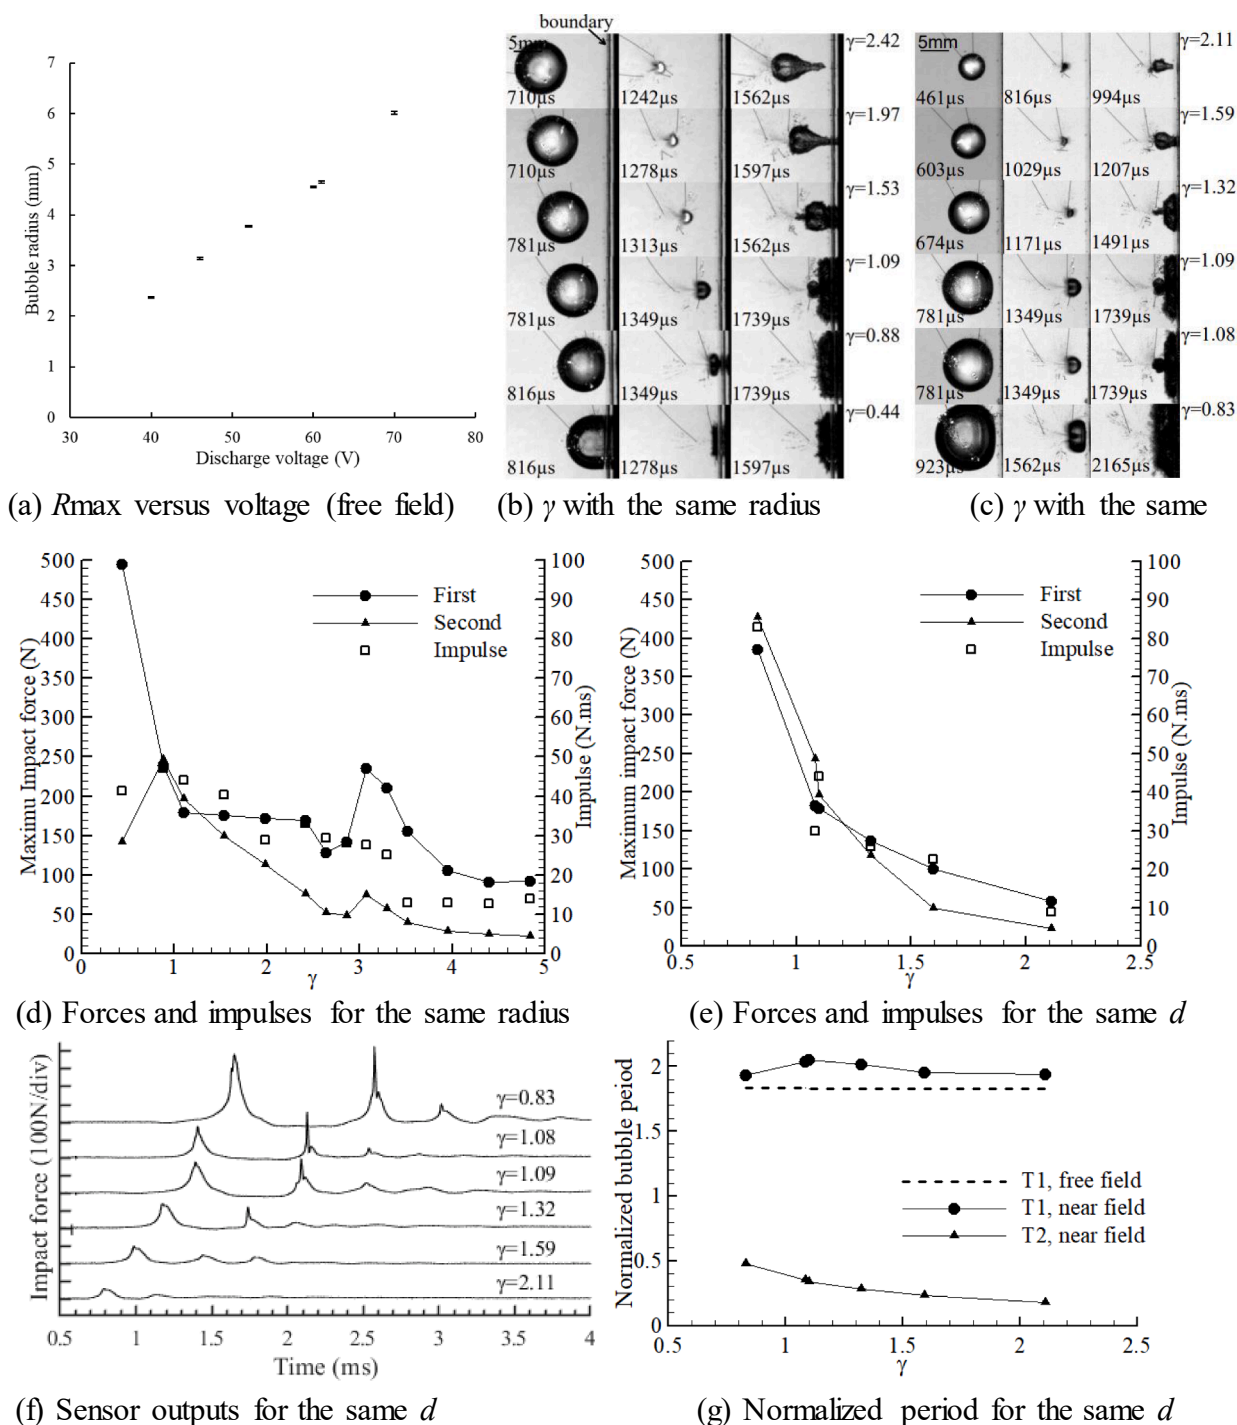 7
6
5
4
3
2
1
0
Bubble radius (mm)
30 40 50 60 70 80
Discharge voltage (V)
(a) Rmax versus voltage (free field)
boundary
5mm
710μs 1242μs 1562μs γ=2.42
710μs 1278μs 1597μs γ=1.97
781μs 1313μs 1562μs γ=1.53
781μs 1349μs 1739μs γ=1.09
816μs 1349μs 1739μs γ=0.88
816μs 1278μs 1597μs γ=0.44
(b) γ with the same radius
5mm
461μs 816μs 994μs γ=2.11
603μs 1029μs 1207μs γ=1.59
674μs 1171μs 1491μs γ=1.32
781μs 1349μs 1739μs γ=1.09
781μs 1349μs 1739μs γ=1.08
923μs 1562μs 2165μs γ=0.83
(c) γ with the same
500
450
400
350
300
250
200
150
100
50
0
Maximu Impact force (N)
100
90
80
70
60
50
40
30
20
10
0
Impulse (N.ms)
First
Second
Impulse
0 1 2 3 4 5
γ
(d) Forces and impulses for the same radius
500
450
400
350
300
250
200
150
100
50
0
Maximum impact force (N)
100
90
80
70
60
50
40
30
20
10
0
Impulse (N.ms)
First
Second
Impulse
0.5 1 1.5 2 2.5
γ
(e) Forces and impulses for the same d
Impact force (100N/div)
γ=0.83
γ=1.08
γ=1.09
γ=1.32
γ=1.59
γ=2.11
0.5 1 1.5 2 2.5 3 3.5 4
Time (ms)
(f) Sensor outputs for the same d
2
1.5
1
0.5
0
Normalized bubble peiod
T1, free field
T1, near field
T2, near field
0.5 1 1.5 2 2.5
γ
(g) Normalized period for the same d